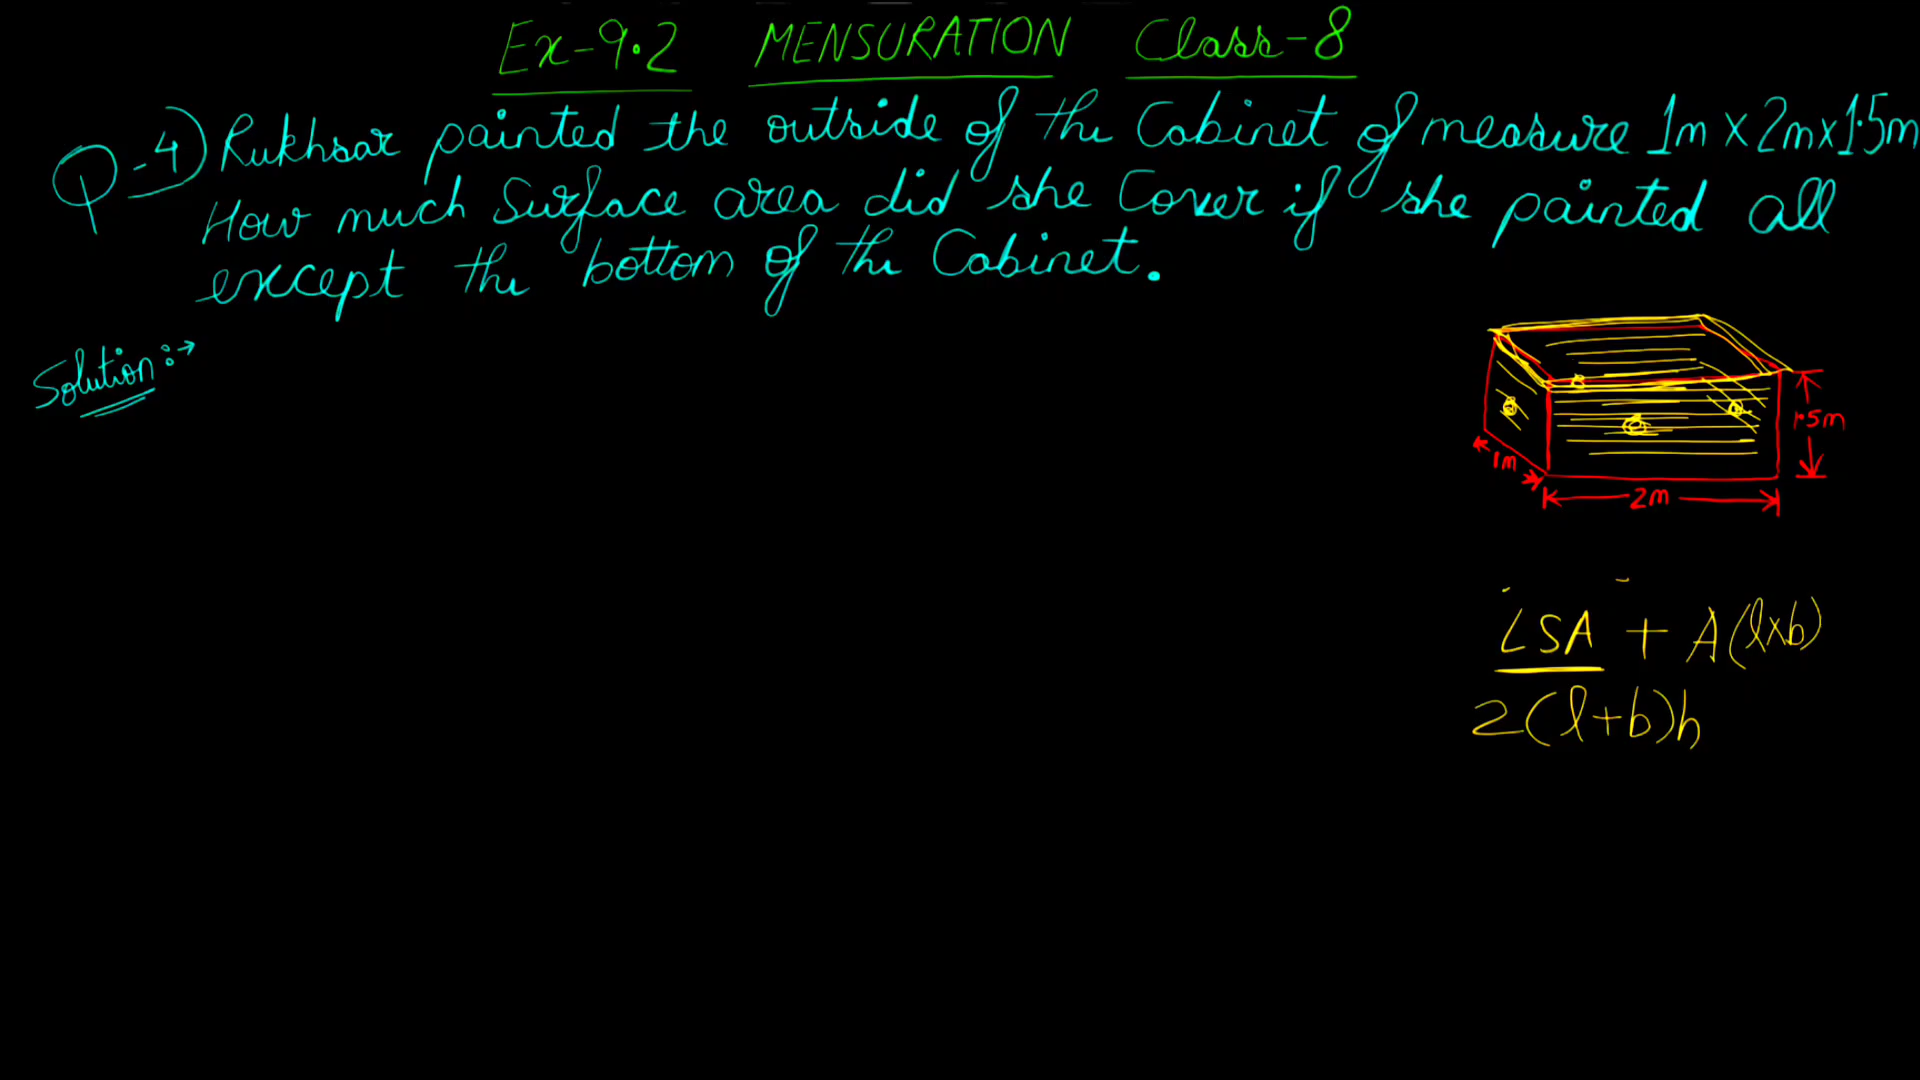 Ex-9.2 MENSURATION Class-8
Q-4) Rukhsar painted the outside of the Cabinet of measure 1m x 2m x 1.5m
How much Surface area did she Cover if she painted all
except the bottom of the Cabinet.
Solution:→
1.5m
1m
2m
LSA + A(l×b)
2(l+b)h